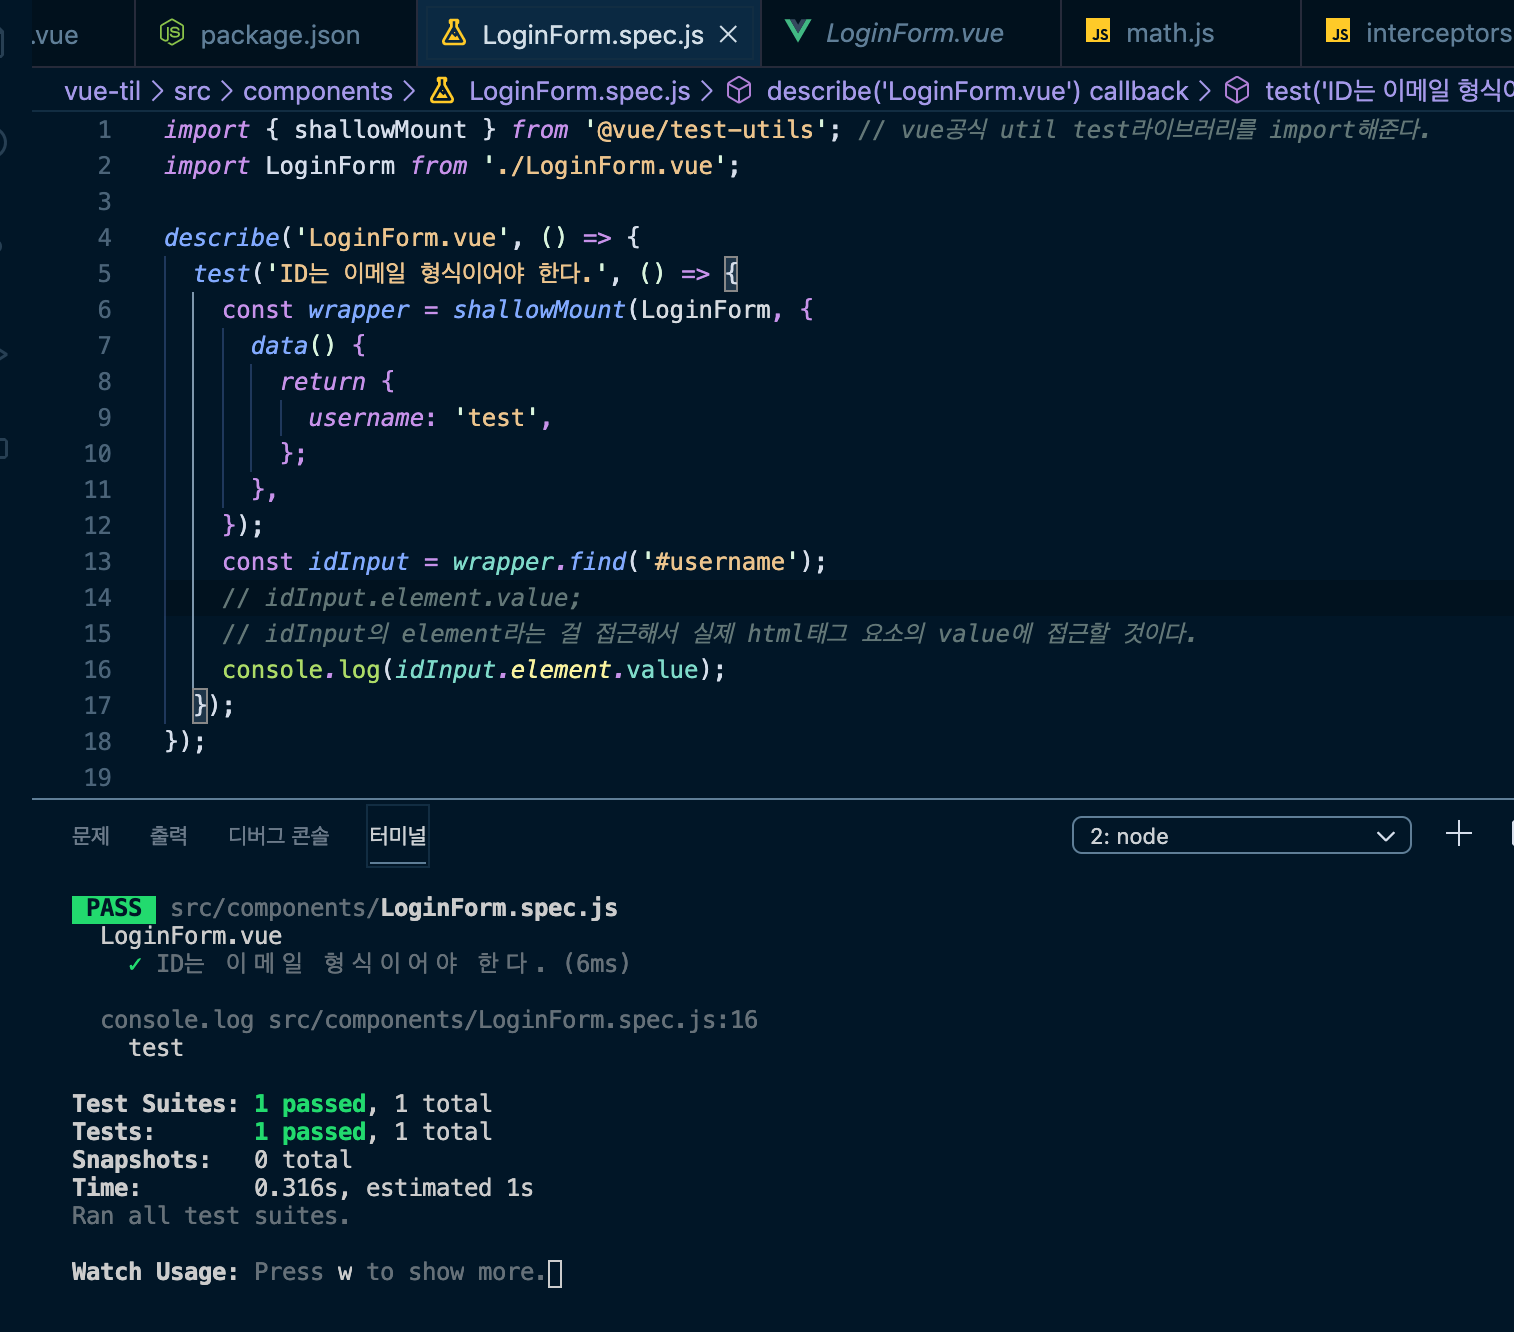 .vue package.json LoginForm.spec.js LoginForm.vue JS math.js JS interceptors
vue-til > src > components > LoginForm.spec.js > describe('LoginForm.vue') callback > test('ID는 이메일 형식이
1 import { shallowMount } from '@vue/test-utils'; // vue공식 util test라이브러리를 import해준다.
2 import LoginForm from './LoginForm.vue';
3
4 describe('LoginForm.vue', () => {
5 test('ID는 이메일 형식이어야 한다.', () => {
6 const wrapper = shallowMount(LoginForm, {
7 data() {
8 return {
9 username: 'test',
10 };
11 },
12 });
13 const idInput = wrapper.find('#username');
14 // idInput.element.value;
15 // idInput의 element라는 걸 접근해서 실제 html태그 요소의 value에 접근할 것이다.
16 console.log(idInput.element.value);
17 });
18 });
19
문제 출력 디버그 콘솔 터미널 2: node
PASS src/components/LoginForm.spec.js
LoginForm.vue
✓ ID는 이메일 형식이어야 한다. (6ms)
console.log src/components/LoginForm.spec.js:16
test
Test Suites: 1 passed, 1 total
Tests: 1 passed, 1 total
Snapshots: 0 total
Time: 0.316s, estimated 1s
Ran all test suites.
Watch Usage: Press w to show more.